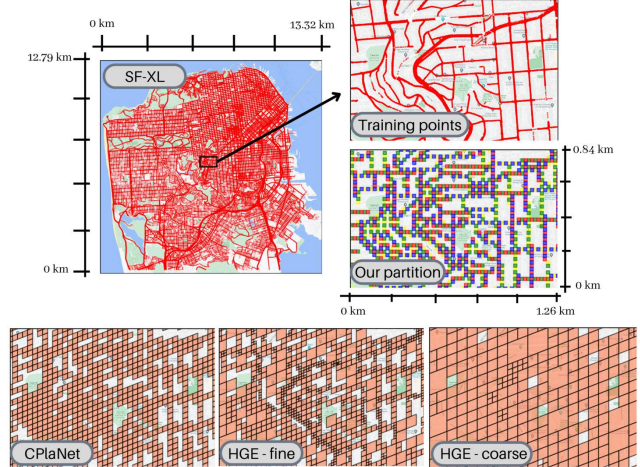 0 km
13.32 km
12.79 km
SF-XL
Training points
0.84 km
0 km
Our partition
0 km
0 km
1.26 km
CPlaNet
HGE - fine
HGE - coarse